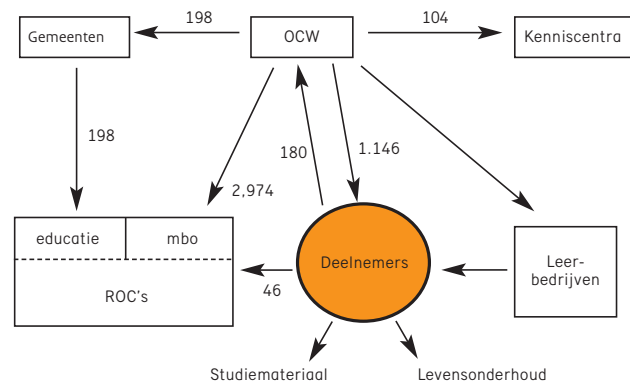 198
104
Gemeenten
OCW
Kenniscentra
198
180
1.146
2,974
educatie
mbo
Deelnemers
Leer-
bedrijven
ROC's
46
Studiemateriaal
Levensonderhoud